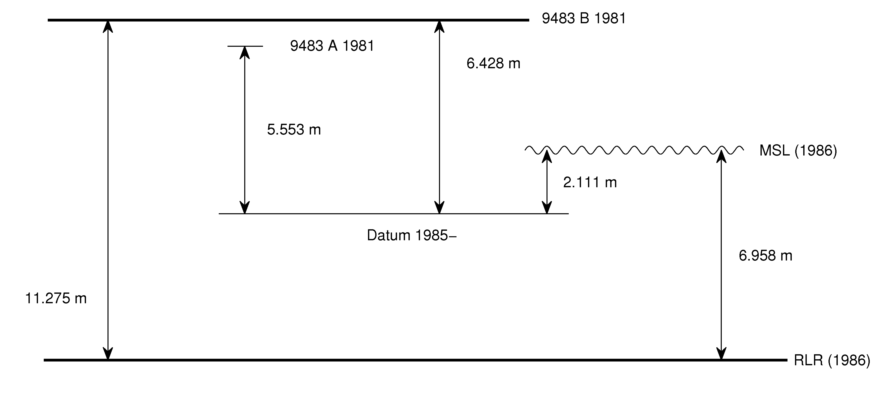 9483 B 1981
9483 A 1981
6.428 m
5.553 m
MSL (1986)
2.111 m
Datum 1985–
6.958 m
11.275 m
RLR (1986)